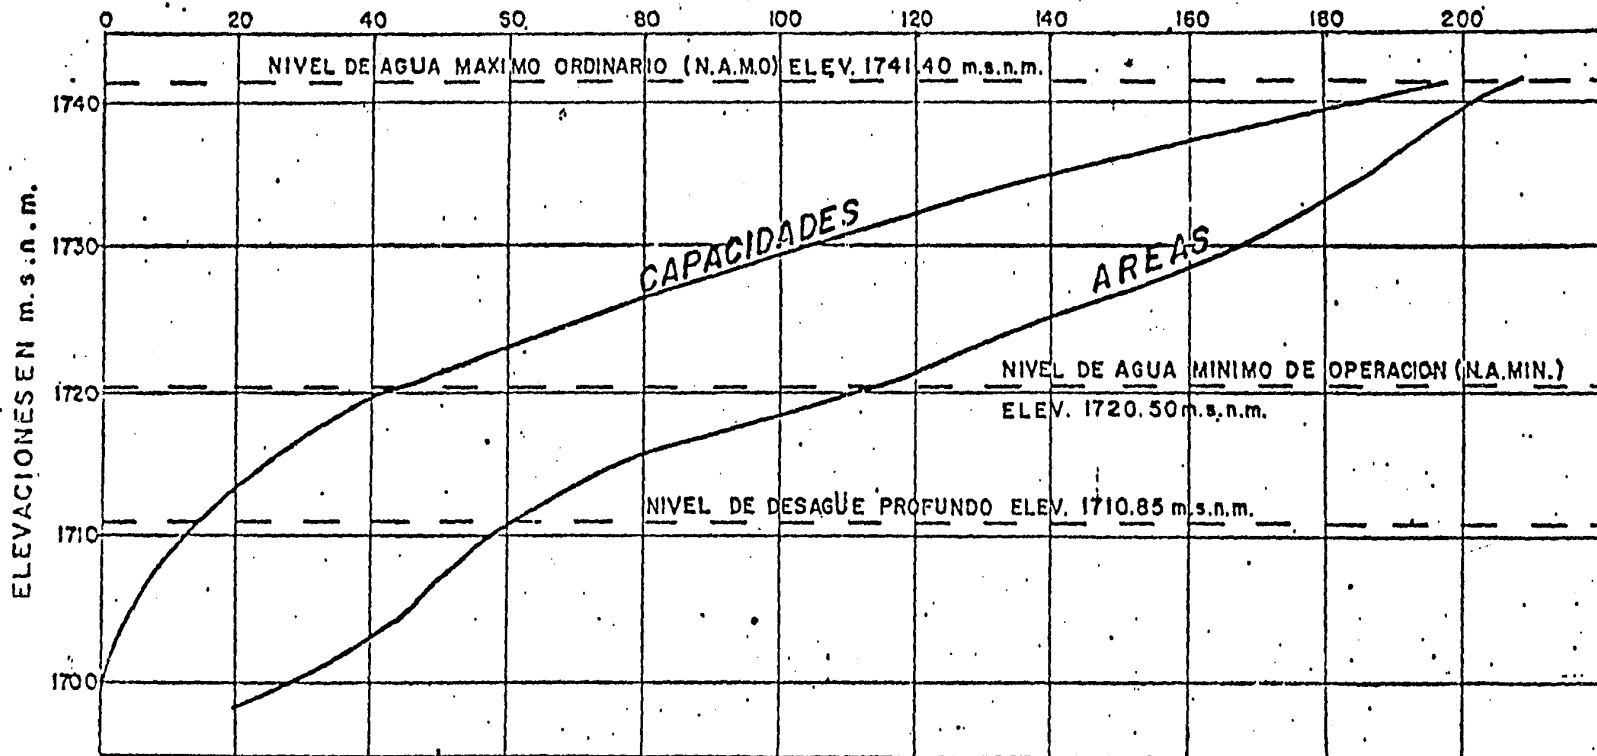 0 20 40 60 80 100 120 140 160 180 200
NIVEL DE AGUA MAXIMO ORDINARIO (N.A.M.O) ELEV. 1741.40 m.s.n.m.
1740
CAPACIDADES
1730
AREAS
NIVEL DE AGUA MINIMO DE OPERACION (N.A.MIN.)
1720
ELEV. 1720.50 m.s.n.m.
NIVEL DE DESAGÜE PROFUNDO ELEV. 1710.85 m.s.n.m.
1710
1700
ELEVACIONES EN m.s.n.m.